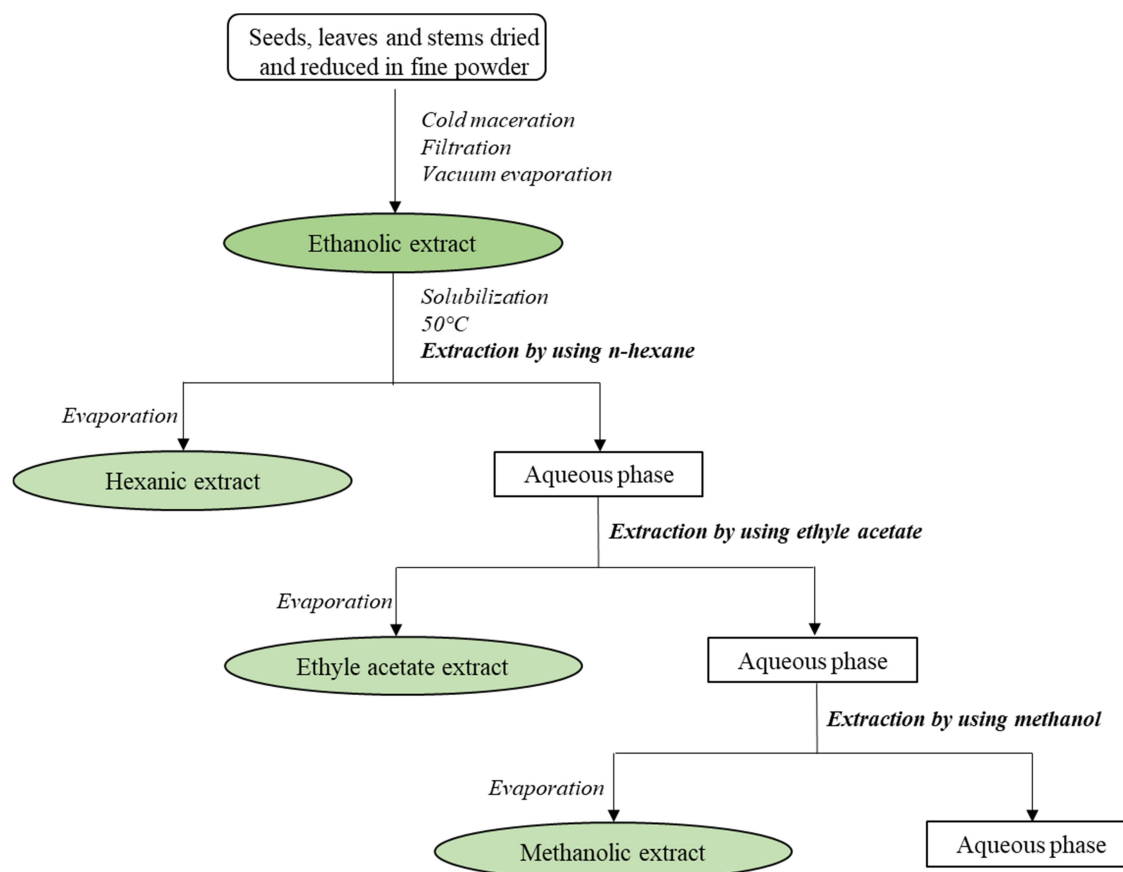 Seeds, leaves and stems dried
and reduced in fine powder
Cold maceration
Filtration
Vacuum evaporation
Ethanolic extract
Solubilization
50°C
Extraction by using n-hexane
Evaporation
Hexanic extract
Aqueous phase
Extraction by using ethyle acetate
Evaporation
Ethyle acetate extract
Aqueous phase
Extraction by using methanol
Evaporation
Methanolic extract
Aqueous phase